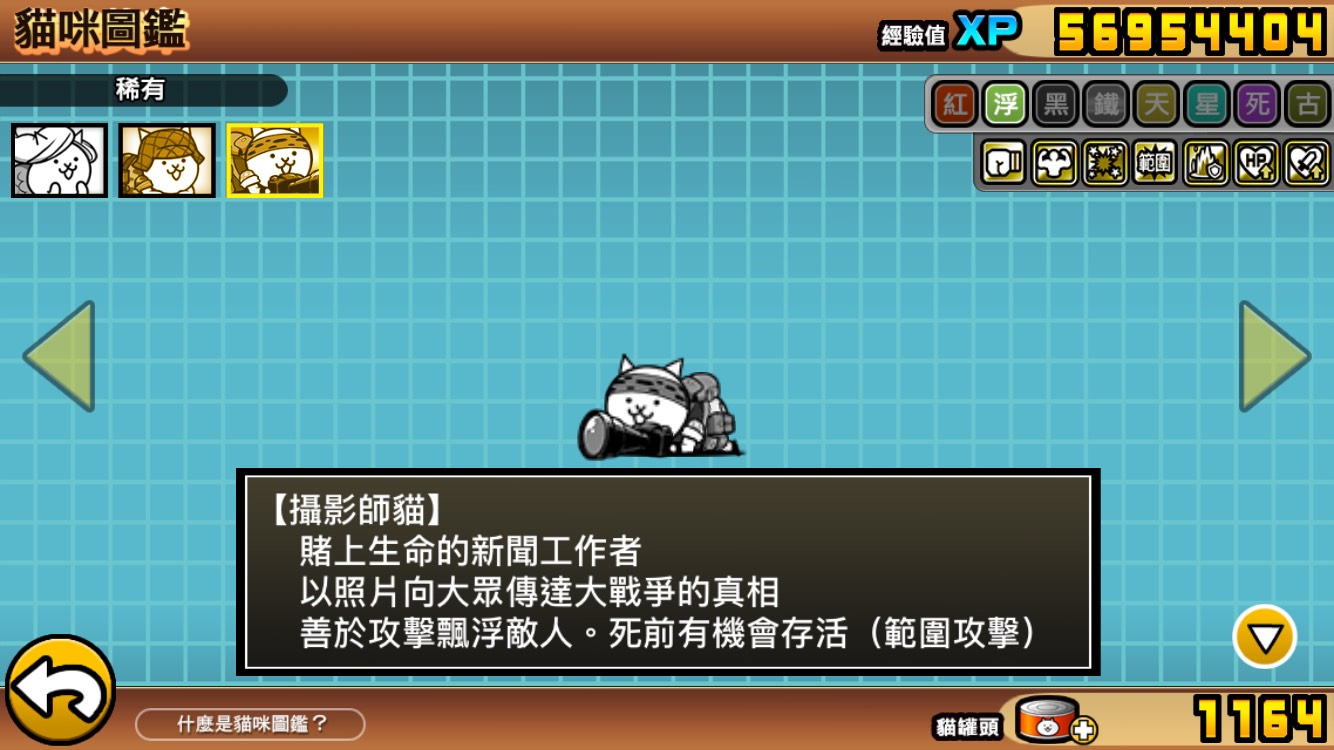 貓咪圖鑑
經驗值 XP 56954404
稀有
紅 浮 黑 鐵 天 星 死 古
範圍 HP
【攝影師貓】
賭上生命的新聞工作者
以照片向大眾傳達大戰爭的真相
善於攻擊飄浮敵人。死前有機會存活（範圍攻擊）
什麼是貓咪圖鑑？
貓罐頭 1164